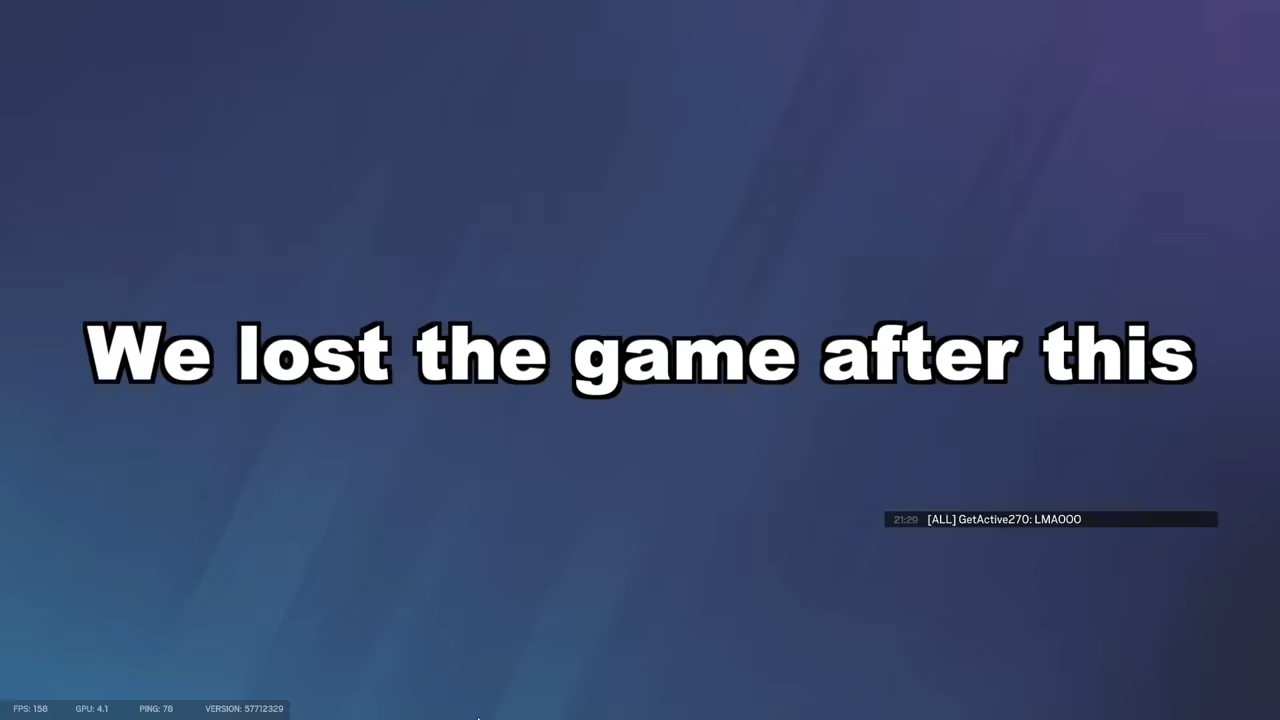 We lost the game after this
21:29 [ALL] GetActive270: LMAOOO
FPS: 158 GPU: 4.1 PING: 78 VERSION: 57712329